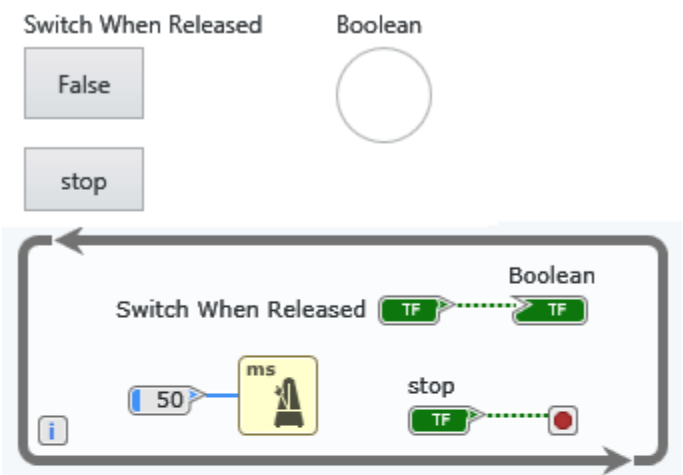 Switch When Released
Boolean
False
stop
Boolean
Switch When Released
TF
TF
ms
50
stop
TF
i